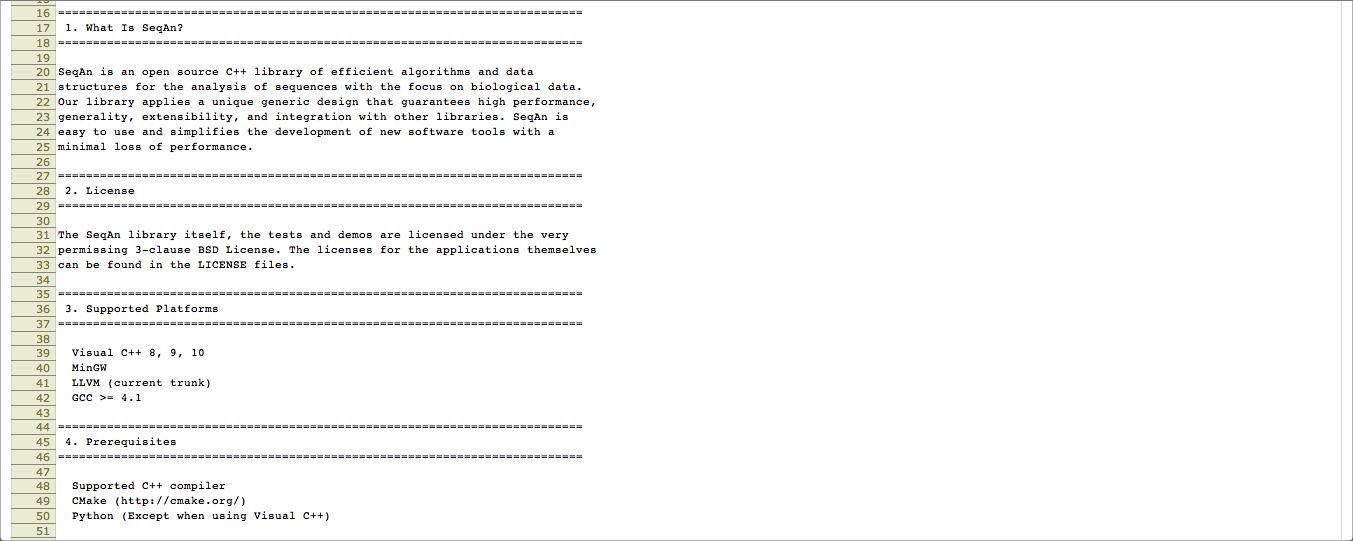 16 ===========================================================================
17  1. What Is SeqAn?
18 ===========================================================================
19
20 SeqAn is an open source C++ library of efficient algorithms and data
21 structures for the analysis of sequences with the focus on biological data.
22 Our library applies a unique generic design that guarantees high performance,
23 generality, extensibility, and integration with other libraries. SeqAn is
24 easy to use and simplifies the development of new software tools with a
25 minimal loss of performance.
26
27 ===========================================================================
28  2. License
29 ===========================================================================
30
31 The SeqAn library itself, the tests and demos are licensed under the very
32 permissing 3-clause BSD License. The licenses for the applications themselves
33 can be found in the LICENSE files.
34
35 ===========================================================================
36  3. Supported Platforms
37 ===========================================================================
38
39   Visual C++ 8, 9, 10
40   MinGW
41   LLVM (current trunk)
42   GCC >= 4.1
43
44 ===========================================================================
45  4. Prerequisites
46 ===========================================================================
47
48   Supported C++ compiler
49   CMake (http://cmake.org/)
50   Python (Except when using Visual C++)
51